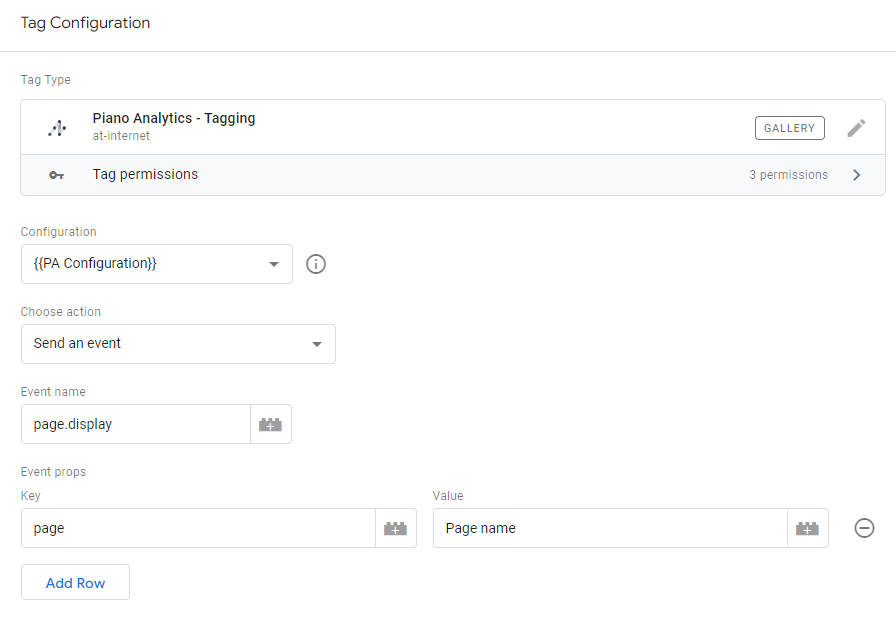 Tag Configuration
Tag Type
Piano Analytics - Tagging
at-internet
GALLERY
Tag permissions
3 permissions
Configuration
{{PA Configuration}}
Choose action
Send an event
Event name
page.display
Event props
Key Value
page Page name
Add Row